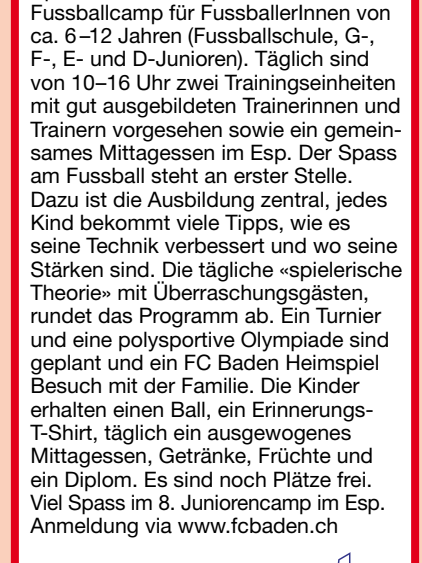 Fussballcamp für FussballerInnen von
ca. 6–12 Jahren (Fussballschule, G-,
F-, E- und D-Junioren). Täglich sind
von 10–16 Uhr zwei Trainingseinheiten
mit gut ausgebildeten Trainerinnen und
Trainern vorgesehen sowie ein gemein-
sames Mittagessen im Esp. Der Spass
am Fussball steht an erster Stelle.
Dazu ist die Ausbildung zentral, jedes
Kind bekommt viele Tipps, wie es
seine Technik verbessert und wo seine
Stärken sind. Die tägliche «spielerische
Theorie» mit Überraschungsgästen,
rundet das Programm ab. Ein Turnier
und eine polysportive Olympiade sind
geplant und ein FC Baden Heimspiel
Besuch mit der Familie. Die Kinder
erhalten einen Ball, ein Erinnerungs-
T-Shirt, täglich ein ausgewogenes
Mittagessen, Getränke, Früchte und
ein Diplom. Es sind noch Plätze frei.
Viel Spass im 8. Juniorencamp im Esp.
Anmeldung via www.fcbaden.ch